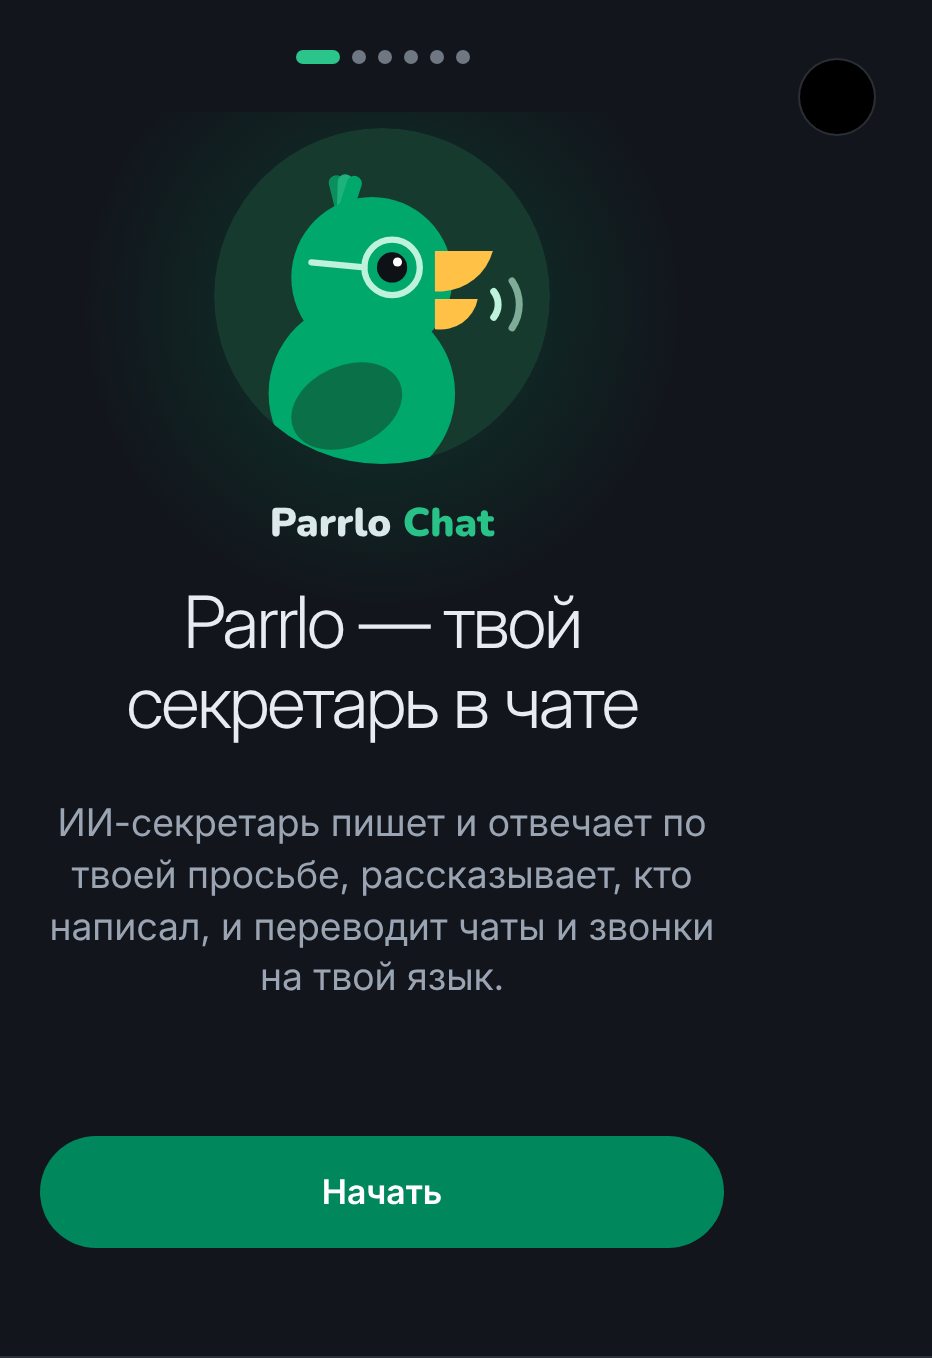 Parrlo Chat
Parrlo — твой
секретарь в чате
ИИ-секретарь пишет и отвечает по
твоей просьбе, рассказывает, кто
написал, и переводит чаты и звонки
на твой язык.
Начать